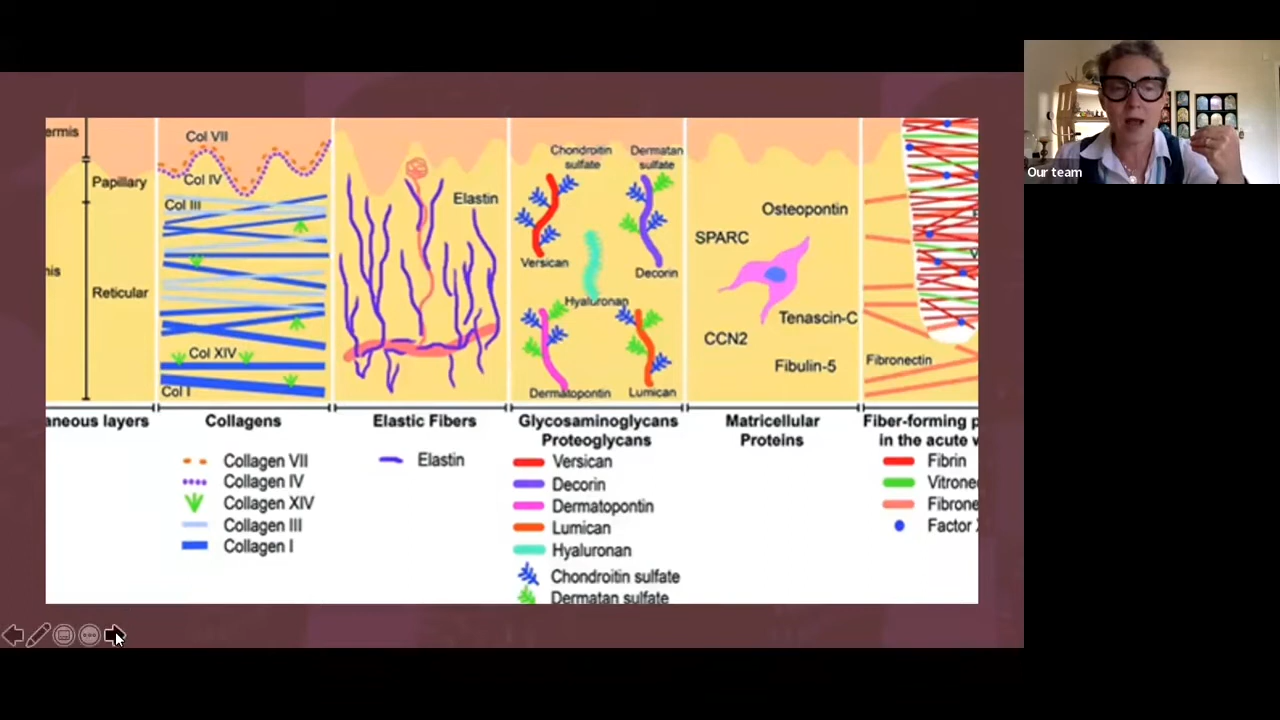 ermis
Papillary
nis
Reticular
aneous layers
Col VII
Col IV
Col III
Col XIV
Col I
Collagens
Collagen VII
Collagen IV
Collagen XIV
Collagen III
Collagen I
Elastin
Elastic Fibers
Elastin
Chondroitin
sulfate
Dermatan
sulfate
Versican
Decorin
Hyaluronan
Dermatopontin
Lumican
Glycosaminoglycans
Proteoglycans
Versican
Decorin
Dermatopontin
Lumican
Hyaluronan
Chondroitin sulfate
Dermatan sulfate
Osteopontin
SPARC
Tenascin-C
CCN2
Fibulin-5
Matricellular
Proteins
Fibronectin
Fiber-forming p
in the acute w
Fibrin
Vitrone
Fibrone
Factor
Our team